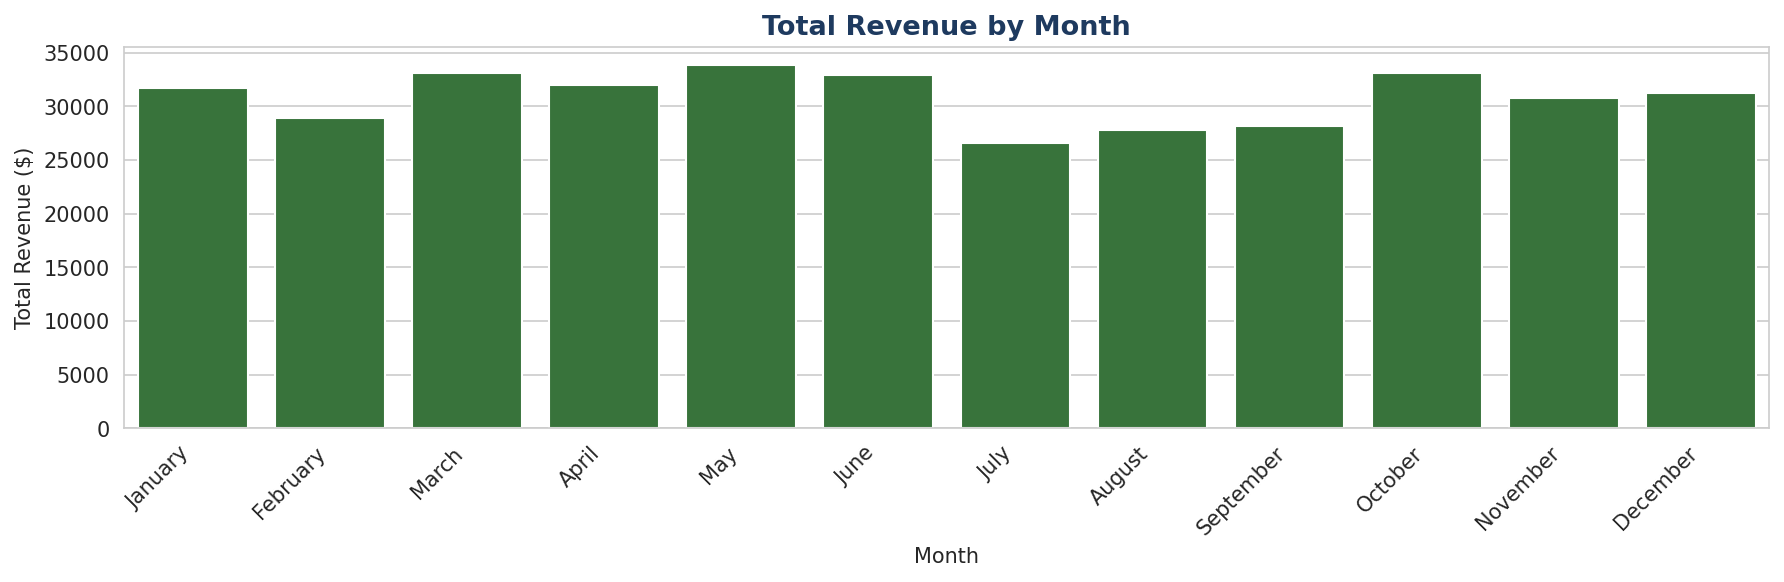 Total Revenue by Month
Total Revenue ($)
35000
30000
25000
20000
15000
10000
5000
0
January
February
March
April
May
June
July
August
September
October
November
December
Month